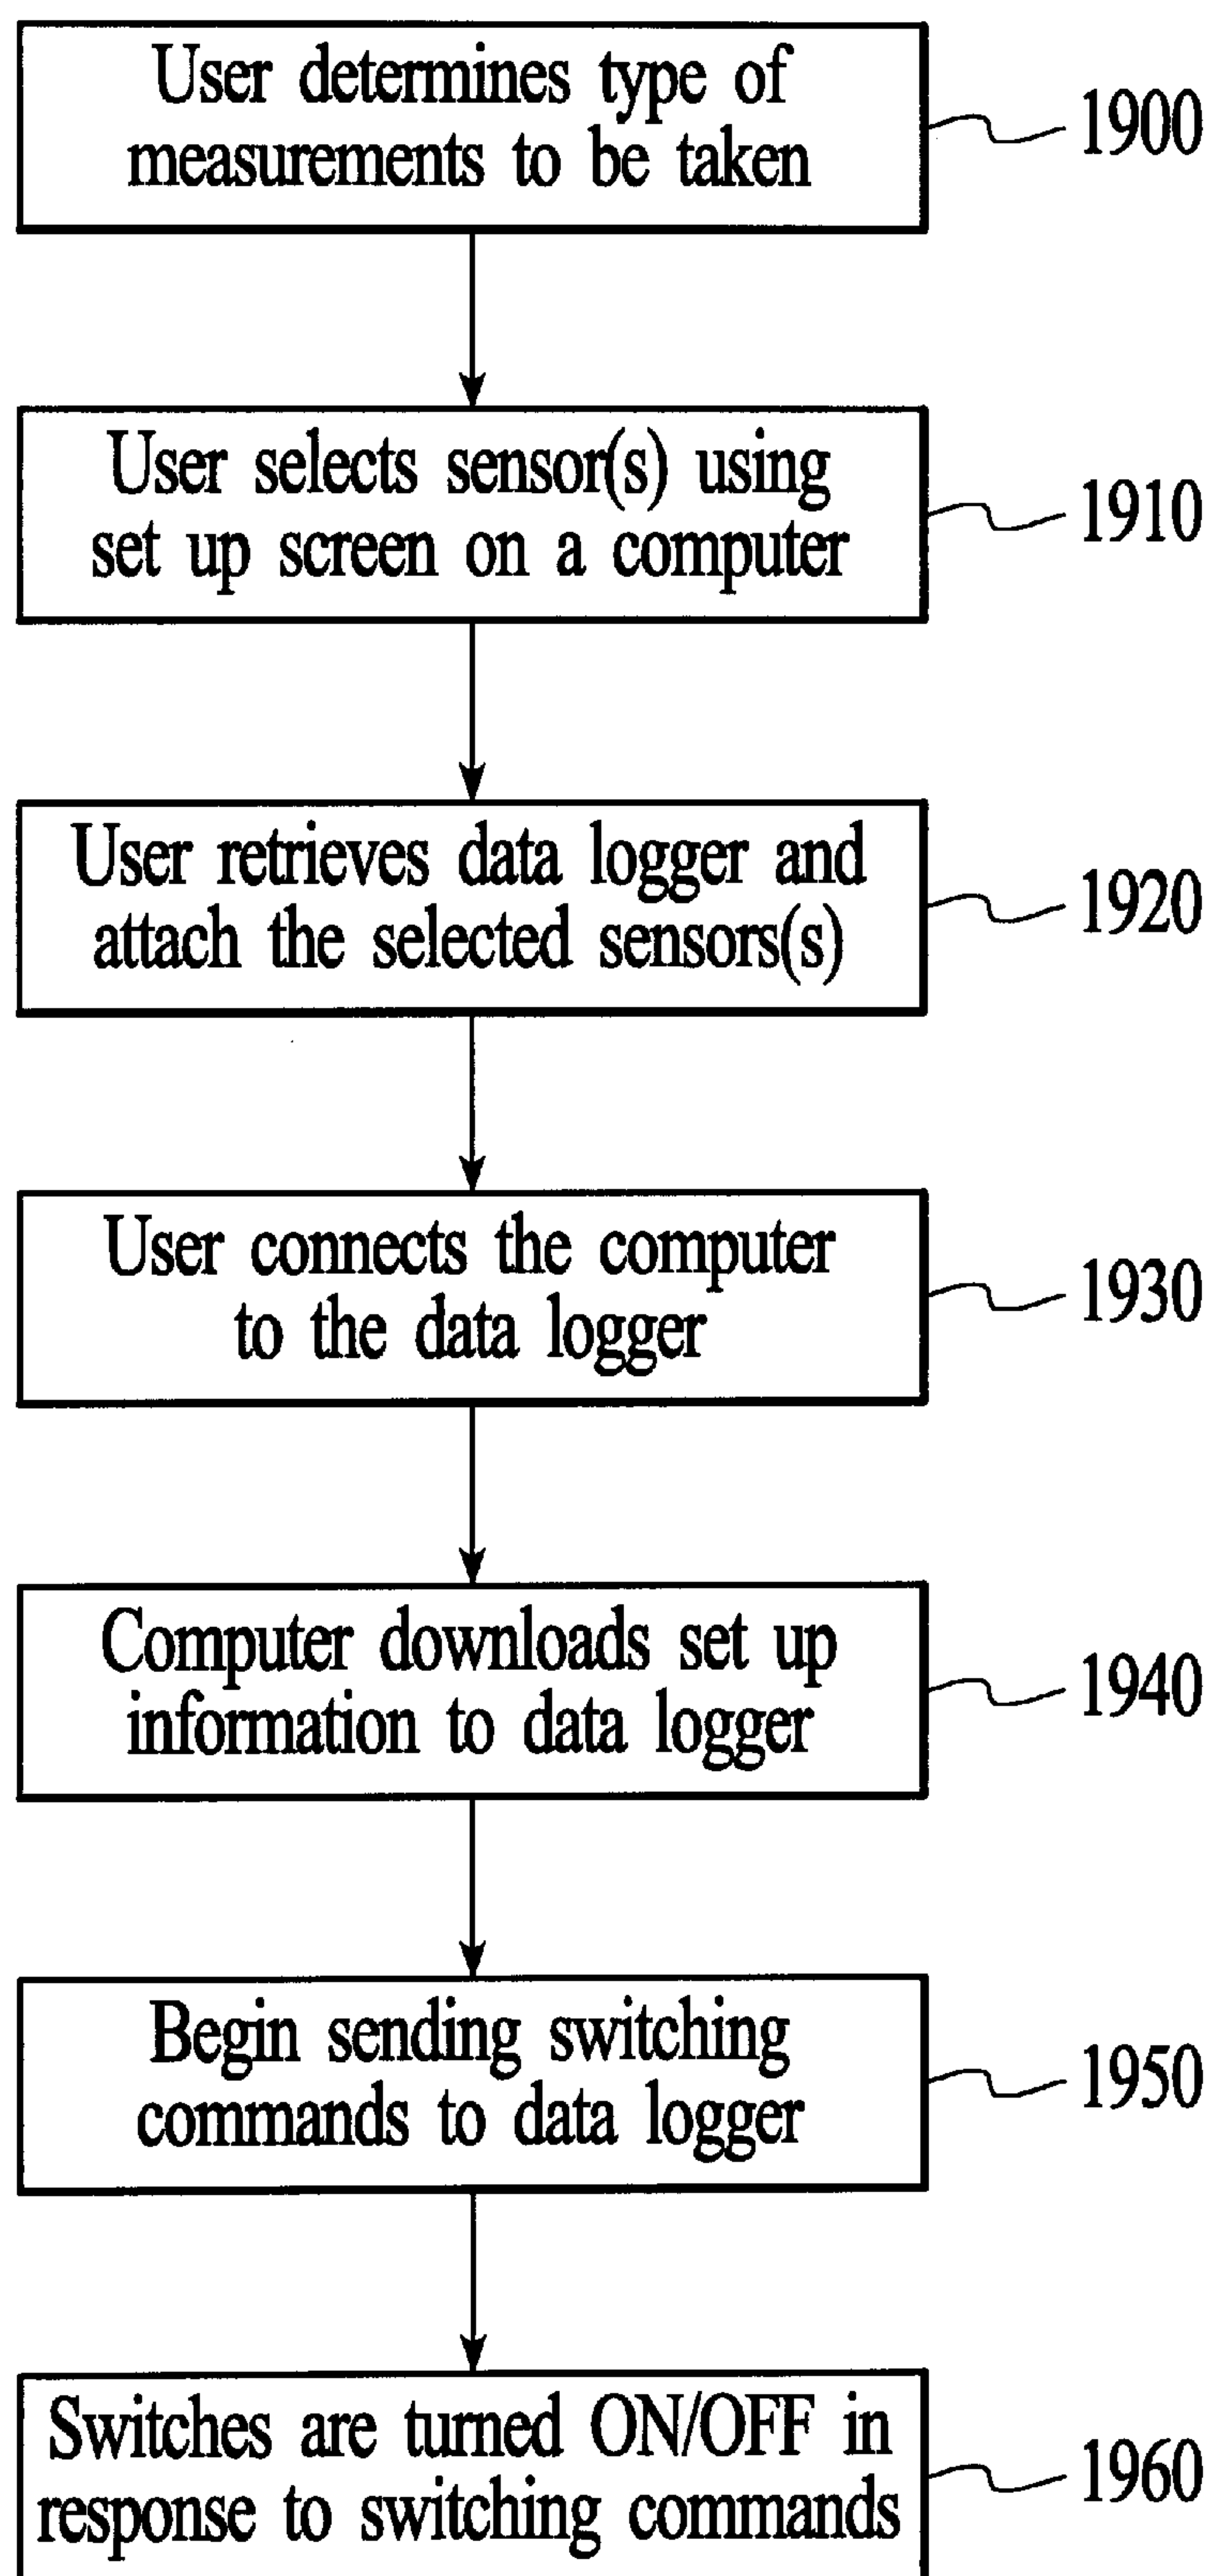 User determines type of
measurements to be taken
1900
User selects sensor(s) using
set up screen on a computer
1910
User retrieves data logger and
attach the selected sensors(s)
1920
User connects the computer
to the data logger
1930
Computer downloads set up
information to data logger
1940
Begin sending switching
commands to data logger
1950
Switches are turned ON/OFF in
response to switching commands
1960